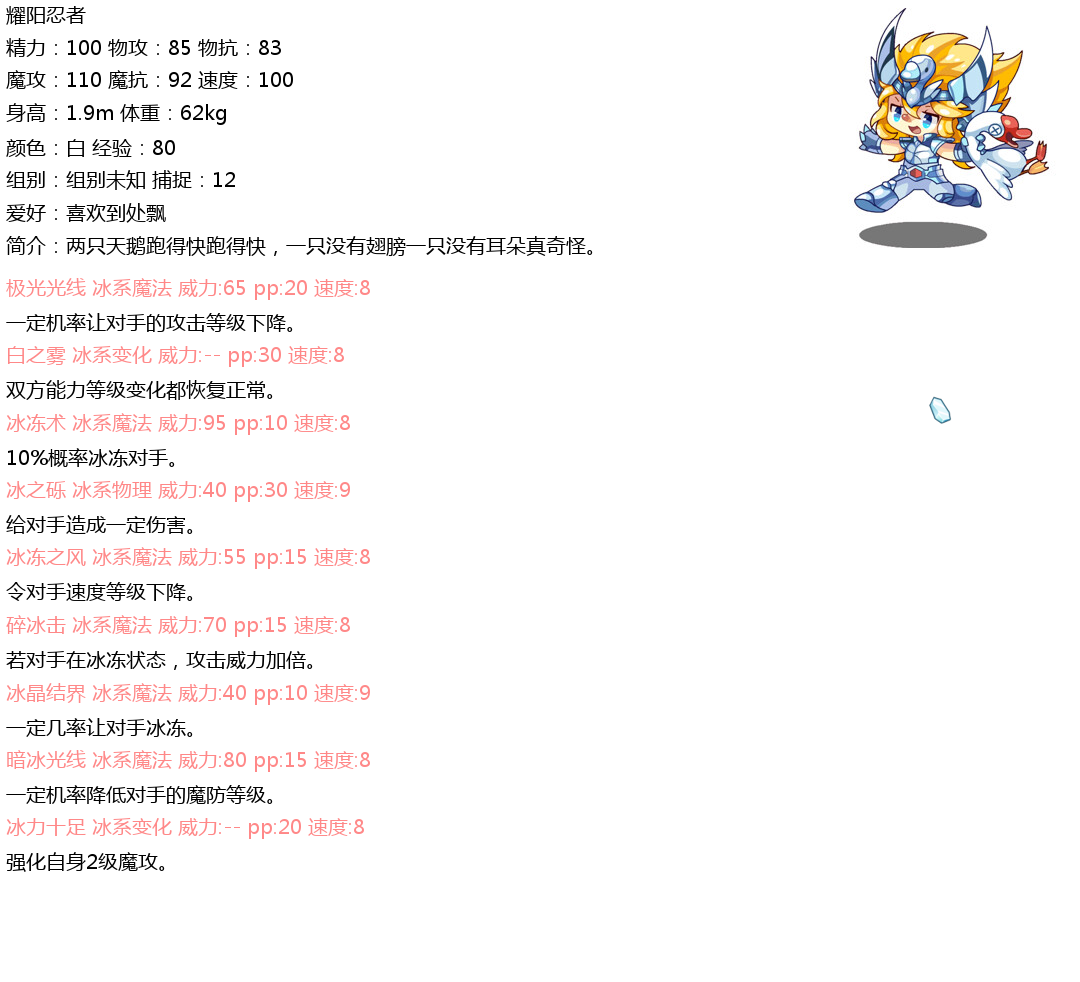 耀阳忍者
精力：100 物攻：85 物抗：83
魔攻：110 魔抗：92 速度：100
身高：1.9m 体重：62kg
颜色：白 经验：80
组别：组别未知 捕捉：12
爱好：喜欢到处飘
简介：两只天鹅跑得快跑得快，一只没有翅膀一只没有耳朵真奇怪。
极光光线 冰系魔法 威力:65 pp:20 速度:8
一定机率让对手的攻击等级下降。
白之雾 冰系变化 威力:-- pp:30 速度:8
双方能力等级变化都恢复正常。
冰冻术 冰系魔法 威力:95 pp:10 速度:8
10%概率冰冻对手。
冰之砾 冰系物理 威力:40 pp:30 速度:9
给对手造成一定伤害。
冰冻之风 冰系魔法 威力:55 pp:15 速度:8
令对手速度等级下降。
碎冰击 冰系魔法 威力:70 pp:15 速度:8
若对手在冰冻状态，攻击威力加倍。
冰晶结界 冰系魔法 威力:40 pp:10 速度:9
一定几率让对手冰冻。
暗冰光线 冰系魔法 威力:80 pp:15 速度:8
一定机率降低对手的魔防等级。
冰力十足 冰系变化 威力:-- pp:20 速度:8
强化自身2级魔攻。